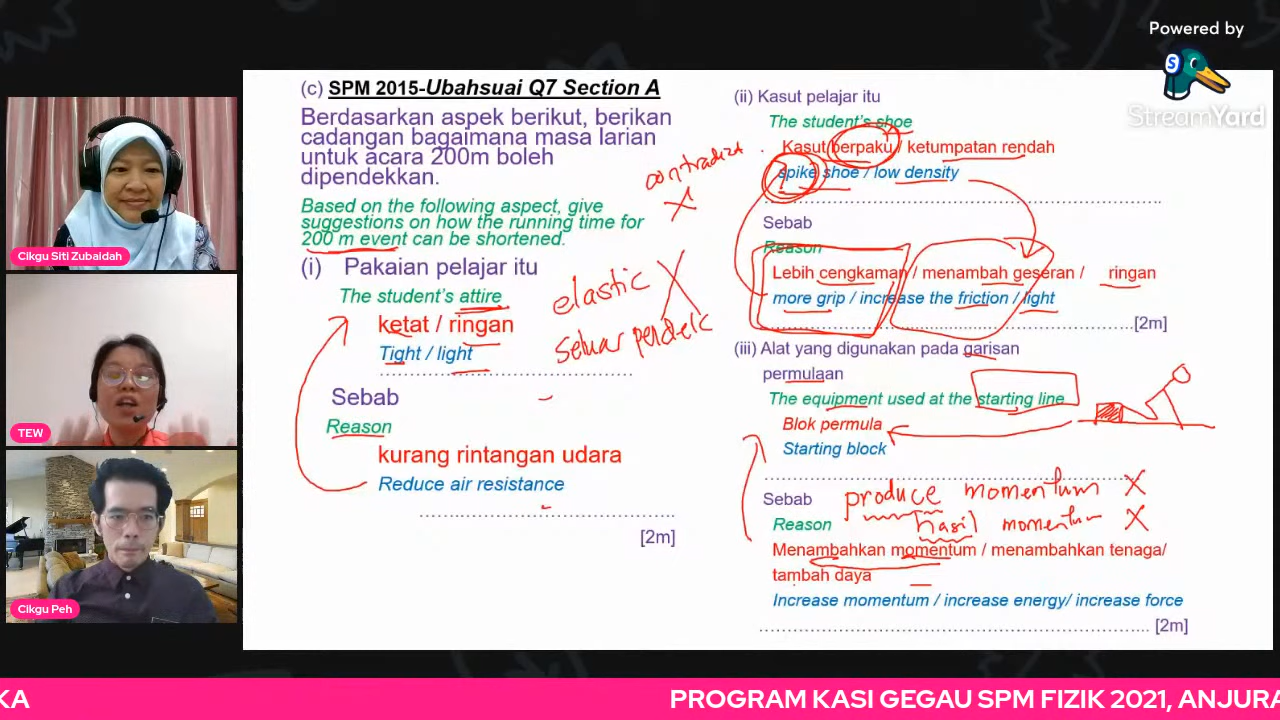 Powered by
StreamYard
Cikgu Siti Zubaidah
TEW
Cikgu Peh
(c) SPM 2015-Ubahsuai Q7 Section A
Berdasarkan aspek berikut, berikan
cadangan bagaimana masa larian
untuk acara 200m boleh
dipendekkan.
Based on the following aspect, give
suggestions on how the running time for
200 m event can be shortened.
(i) Pakaian pelajar itu
The student's attire
ketat / ringan
Tight / light
elastic X
seluar pendek
contradict
X
Sebab
Reason
kurang rintangan udara
Reduce air resistance
[2m]
(ii) Kasut pelajar itu
The student's shoe
Kasut berpaku / ketumpatan rendah
spike shoe / low density
Sebab
Reason
Lebih cengkaman / menambah geseran / ringan
more grip / increase the friction / light
[2m]
(iii) Alat yang digunakan pada garisan
permulaan
The equipment used at the starting line
Blok permula
Starting block
Sebab
produce momentum X
Reason
hasil momentum X
Menambahkan momentum / menambahkan tenaga/
tambah daya
Increase momentum / increase energy/ increase force
[2m]
KA
PROGRAM KASI GEGAU SPM FIZIK 2021, ANJURA